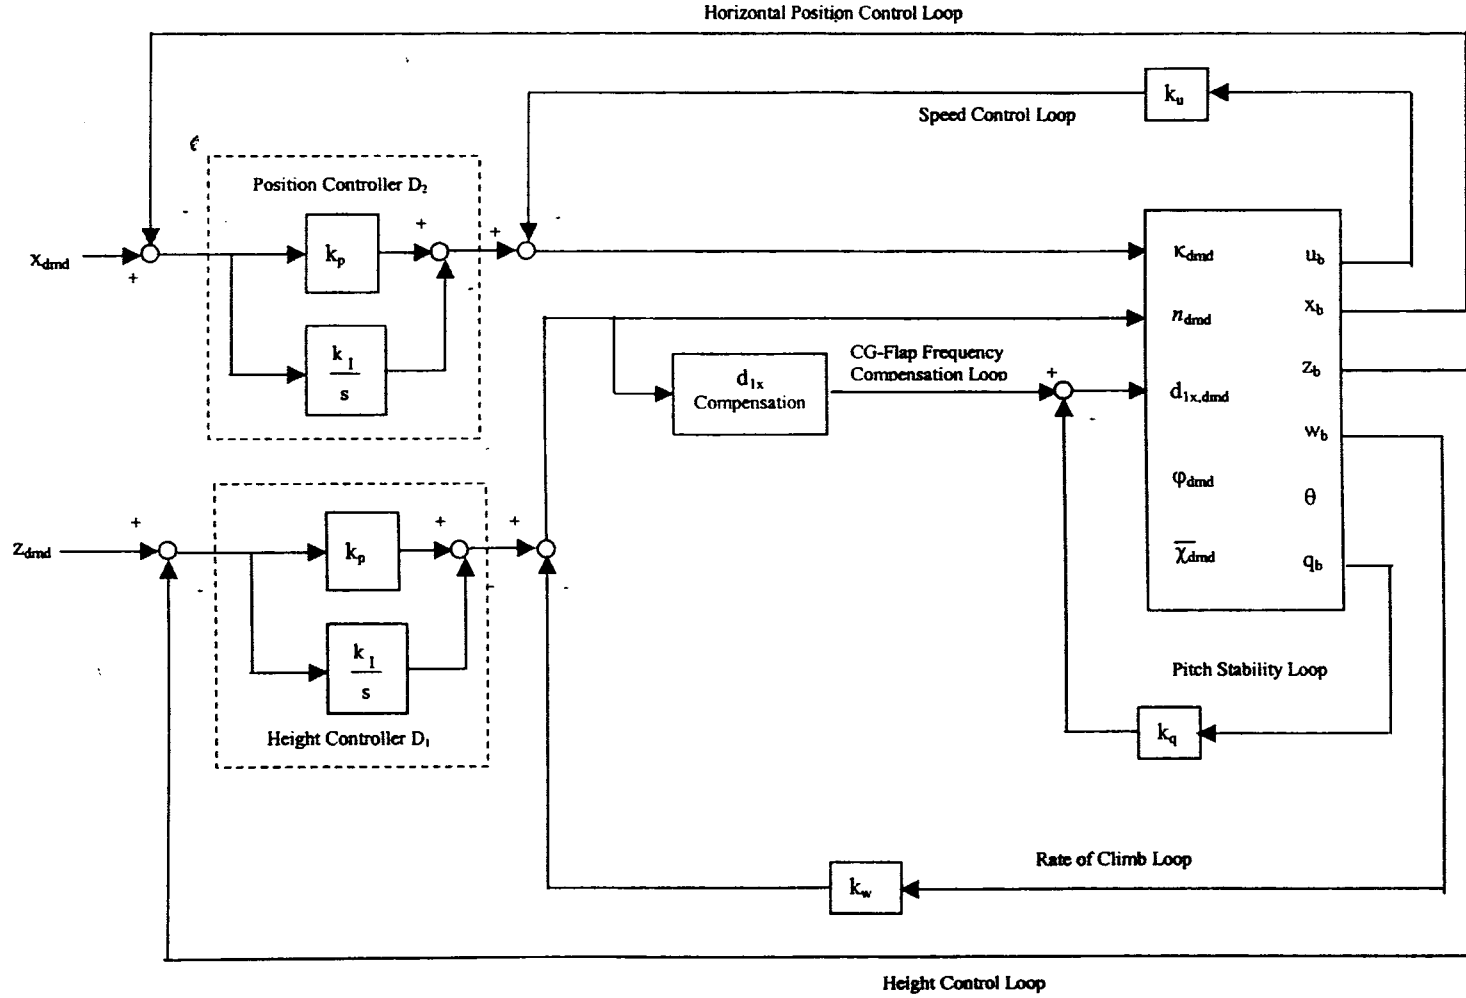 Horizontal Position Control Loop
k_u
Speed Control Loop
Position Controller D_2
x_dmd
+
-
k_p
+
+
-
k_I
s
κ_dmd
u_b
n_dmd
x_b
d_1x
Compensation
CG-Flap Frequency
Compensation Loop
+
-
d_1x,dmd
z_b
w_b
φ_dmd
θ
χ̄_dmd
q_b
z_dmd
+
-
k_p
+
-
+
-
k_I
s
Height Controller D_1
Pitch Stability Loop
k_q
Rate of Climb Loop
k_w
Height Control Loop